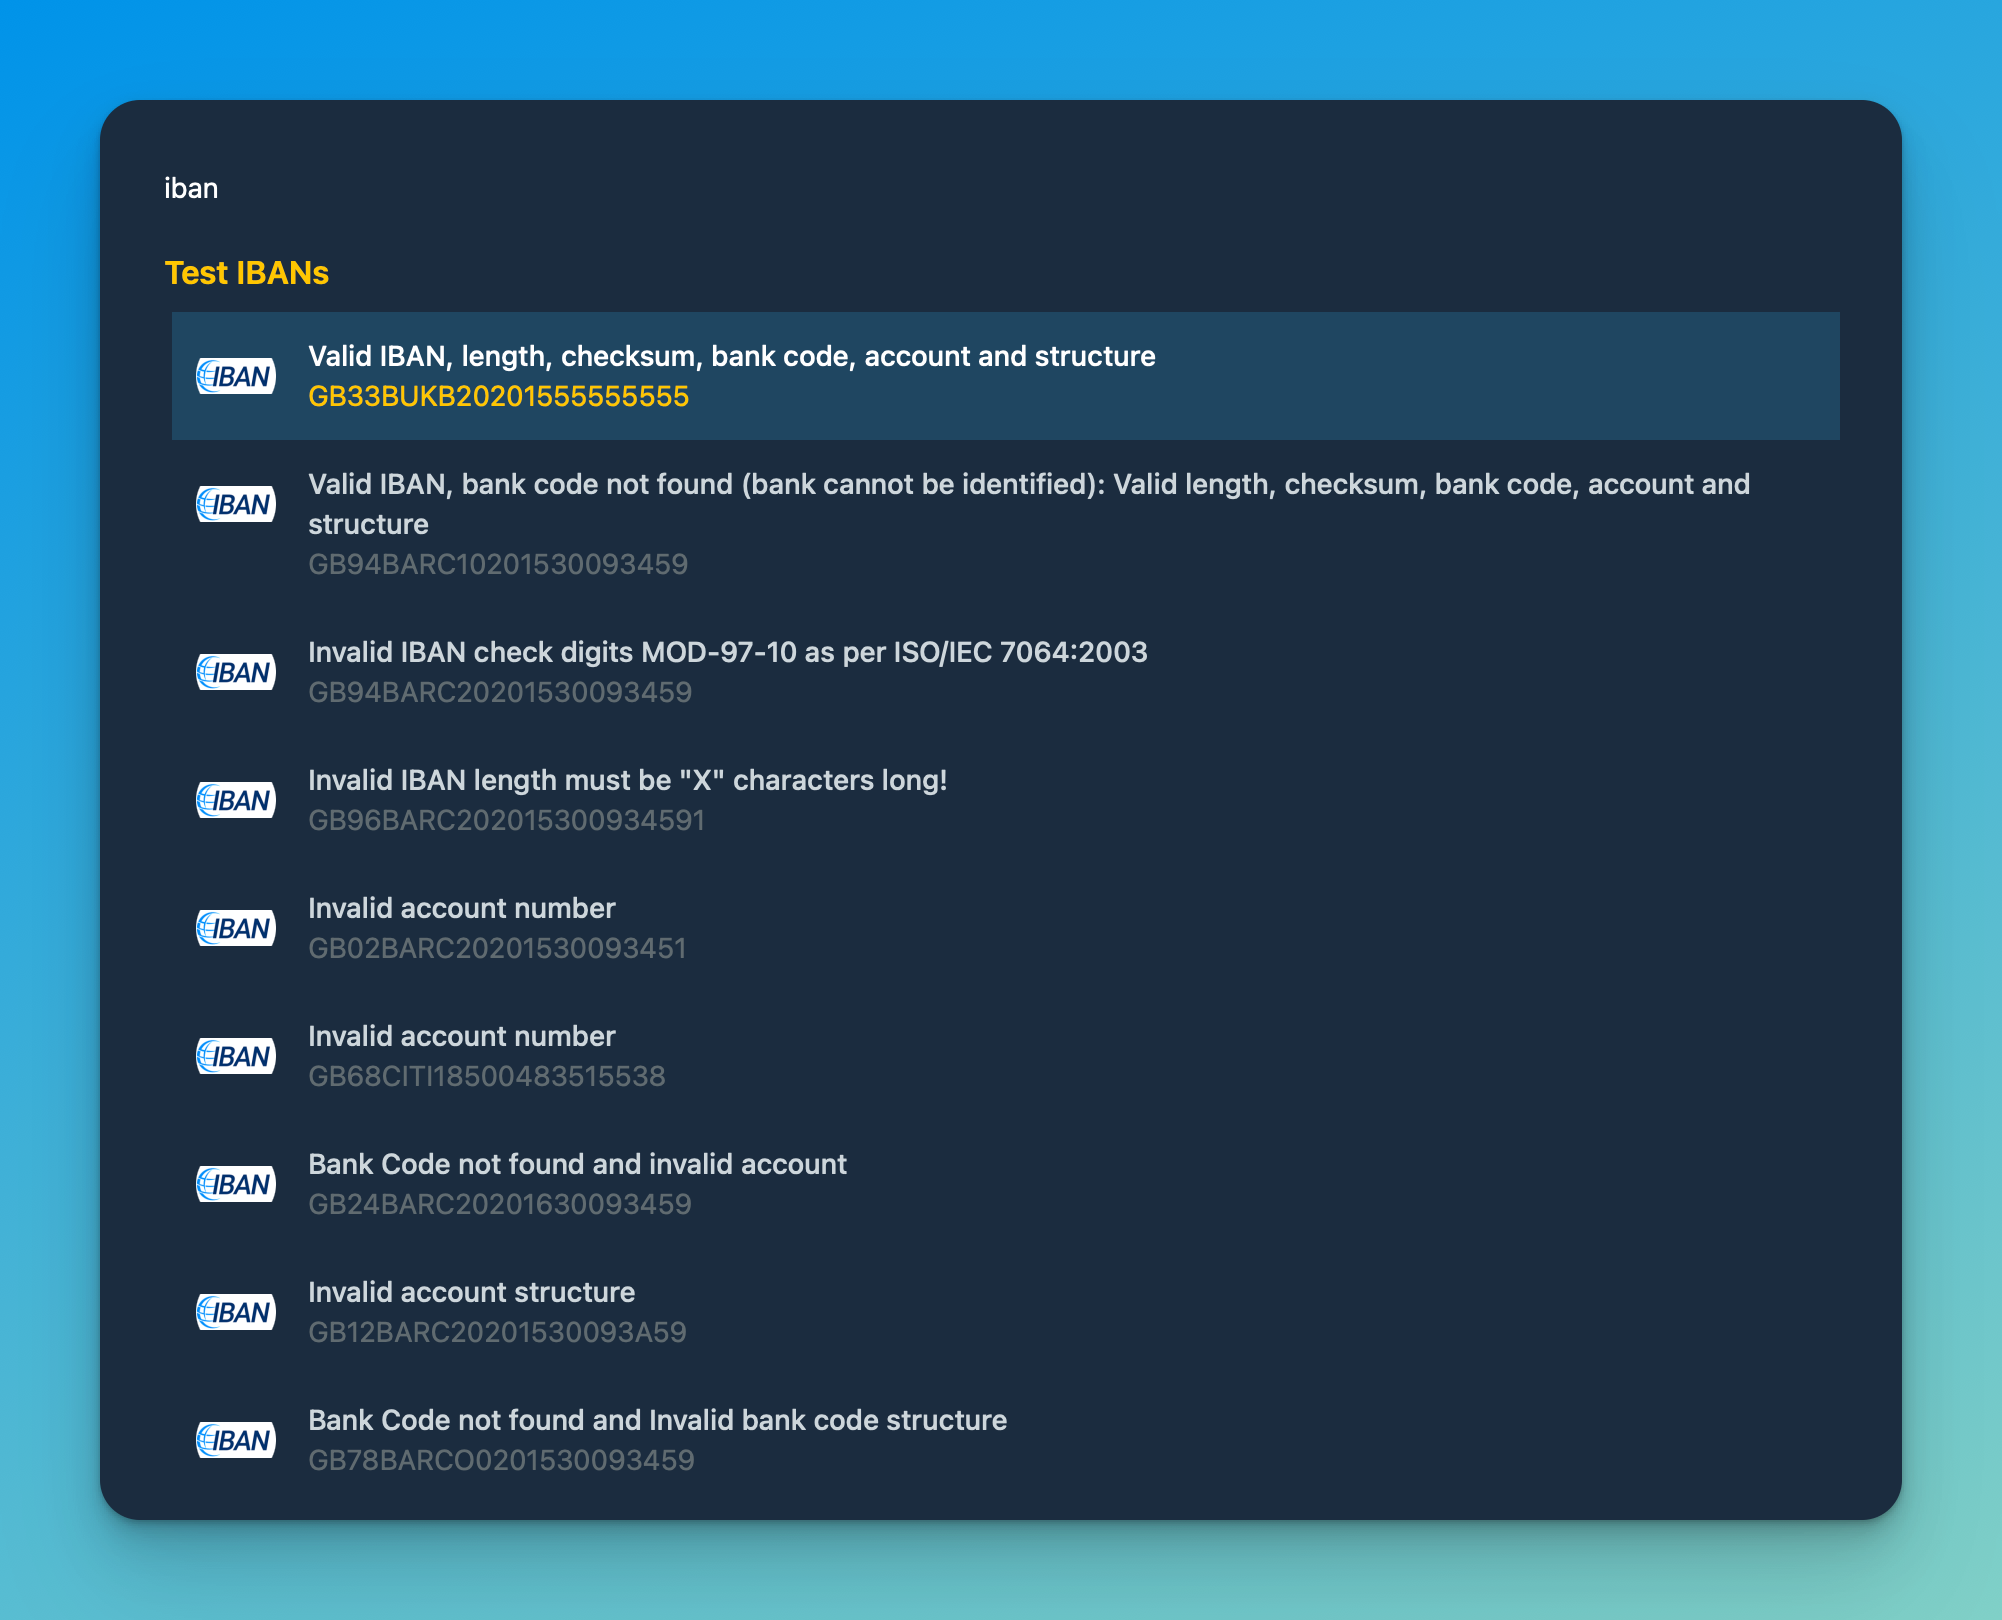 iban
Test IBANs
IBAN
Valid IBAN, length, checksum, bank code, account and structure
GB33BUKB20201555555555
IBAN
Valid IBAN, bank code not found (bank cannot be identified): Valid length, checksum, bank code, account and
structure
GB94BARC10201530093459
IBAN
Invalid IBAN check digits MOD-97-10 as per ISO/IEC 7064:2003
GB94BARC20201530093459
IBAN
Invalid IBAN length must be "X" characters long!
GB96BARC202015300934591
IBAN
Invalid account number
GB02BARC20201530093451
IBAN
Invalid account number
GB68CITI18500483515538
IBAN
Bank Code not found and invalid account
GB24BARC20201630093459
IBAN
Invalid account structure
GB12BARC20201530093A59
IBAN
Bank Code not found and Invalid bank code structure
GB78BARCO0201530093459